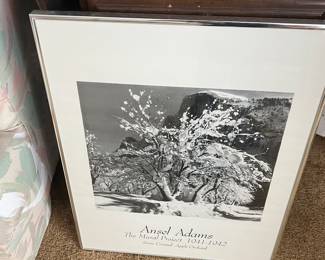 Ansel Adams
The Mural Project 1941-1942
Snow Covered Apple Orchard